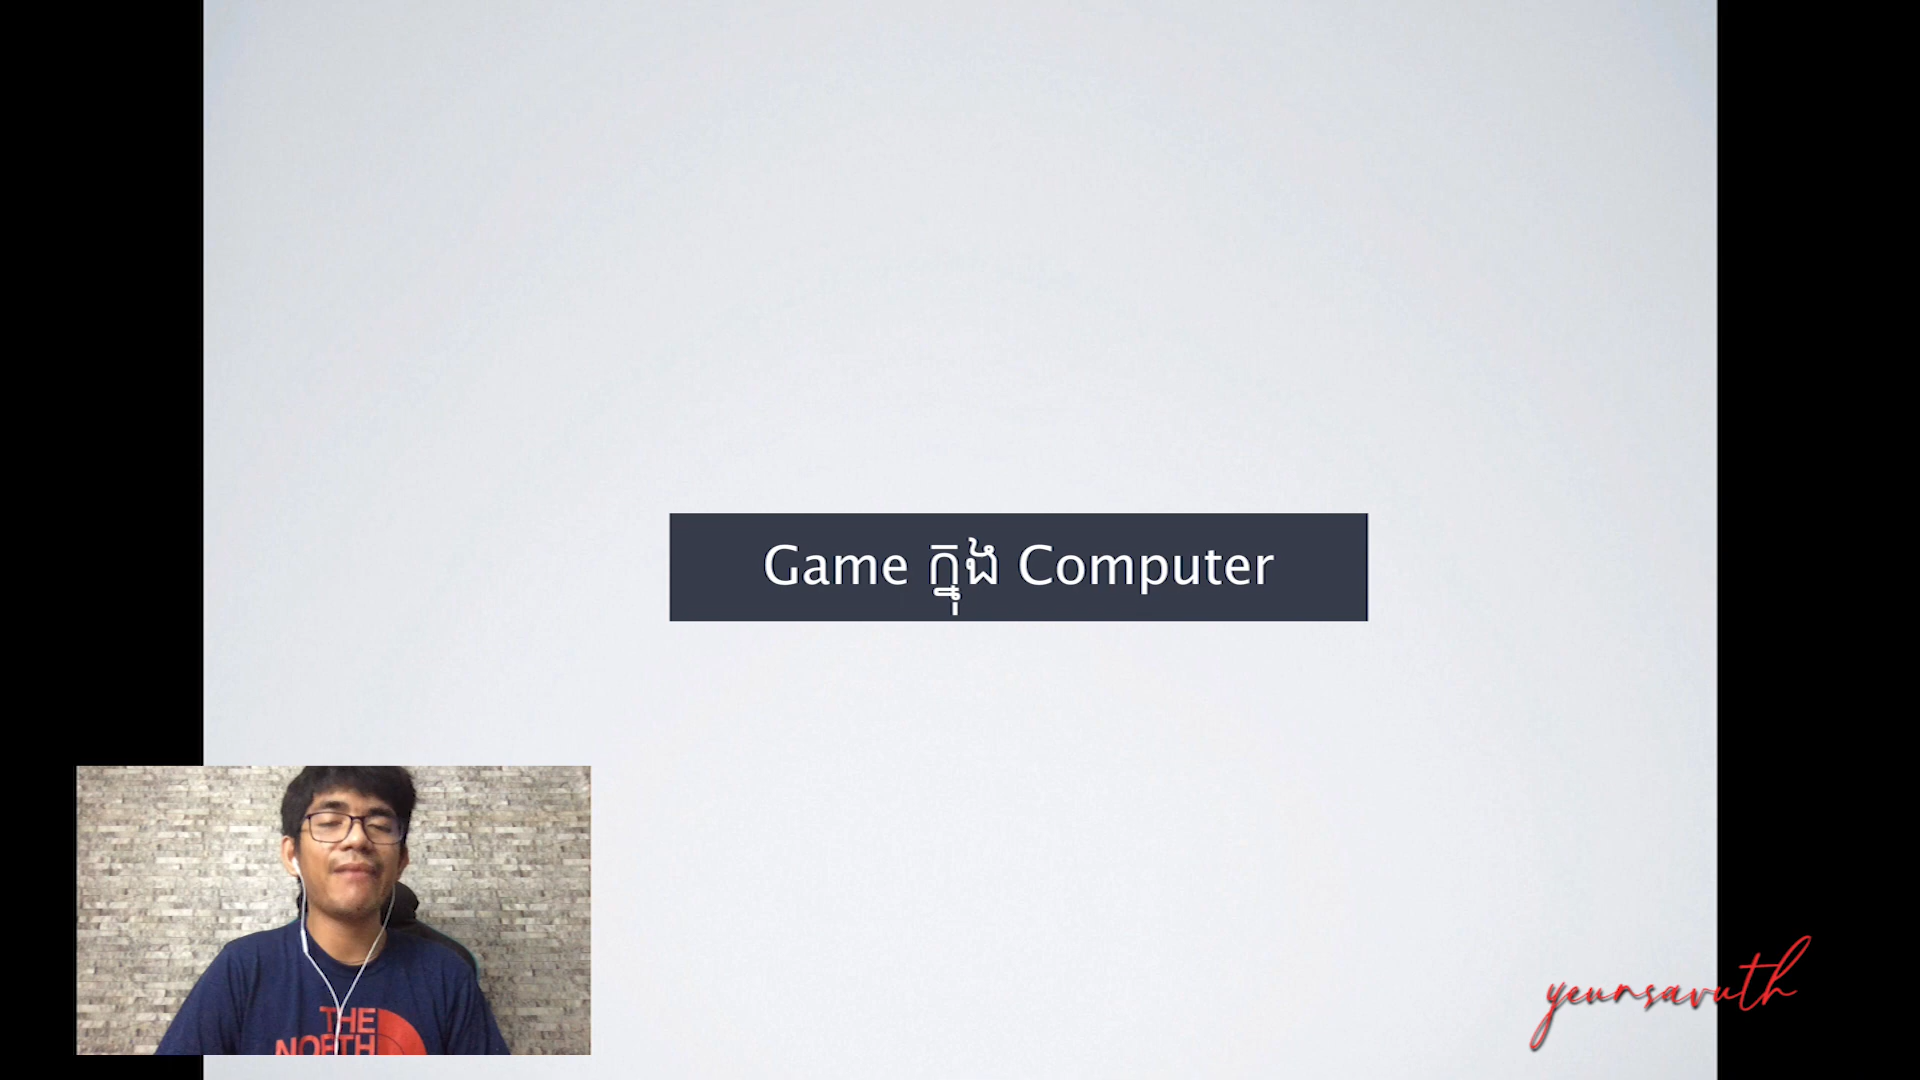 Game ក្នុង Computer
THE
NORTH
yeunsavuth